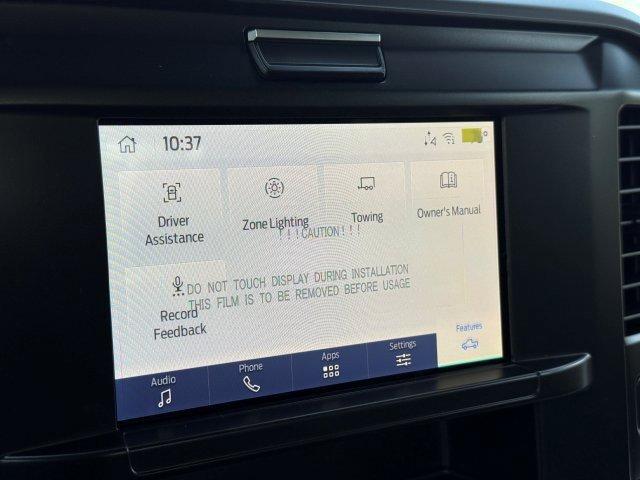 10:37
Driver
Assistance
Zone Lighting
Towing
Owner's Manual
!!!CAUTION!!!
DO NOT TOUCH DISPLAY DURING INSTALLATION
THIS FILM IS TO BE REMOVED BEFORE USAGE
Record
Feedback
Audio
Phone
Apps
Settings
Features